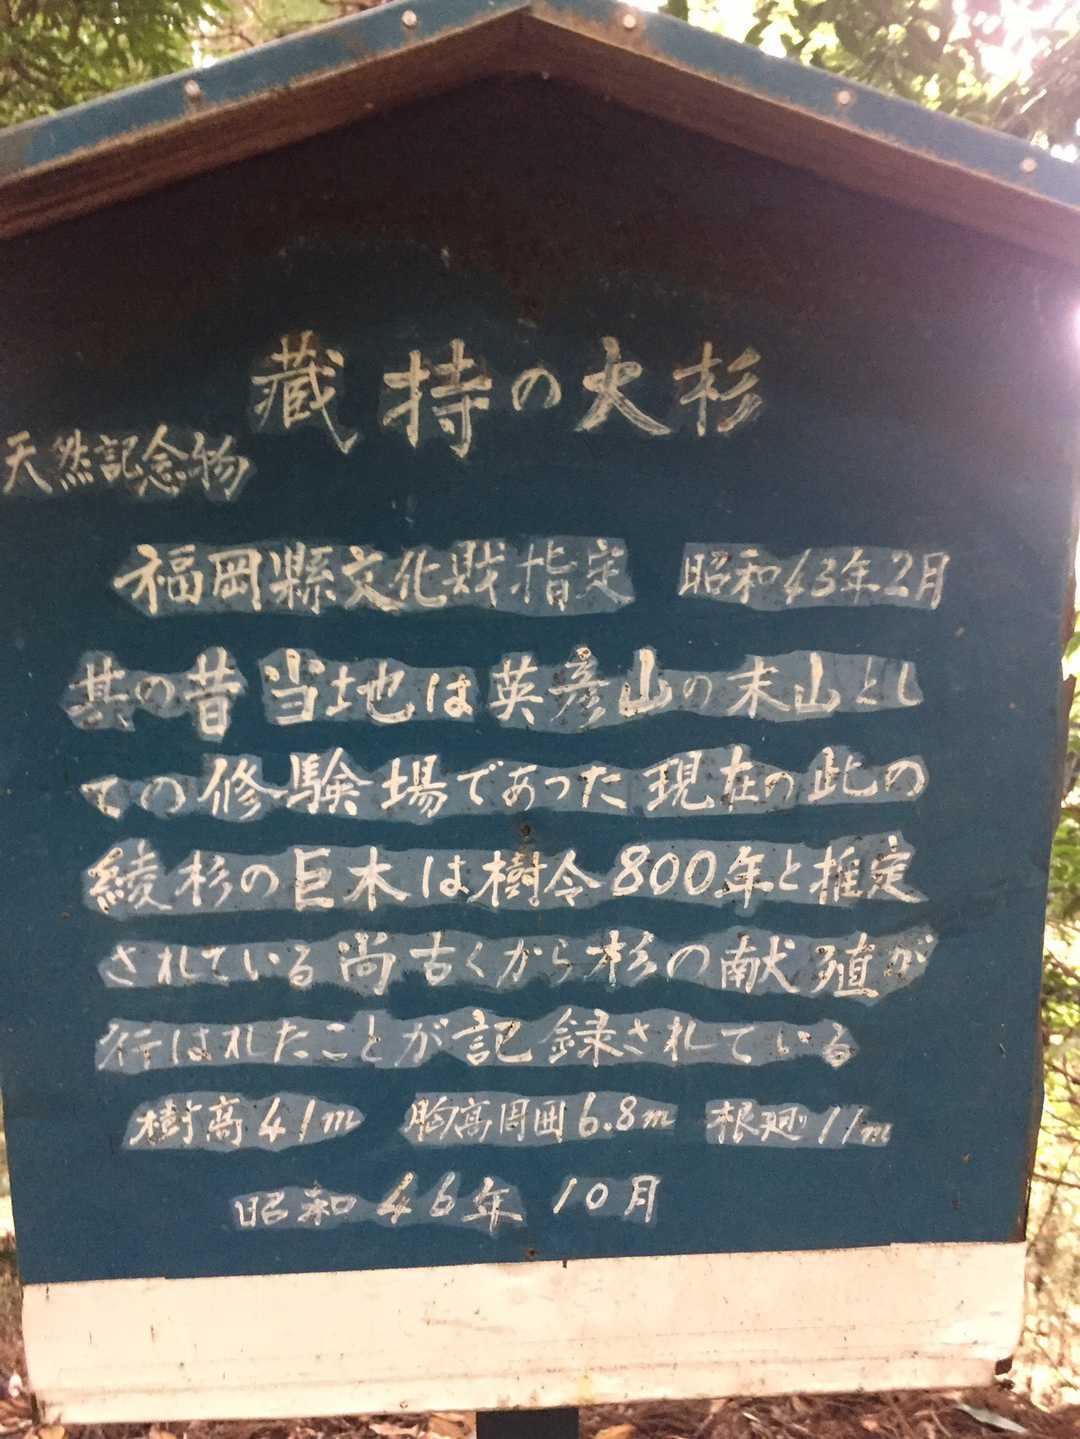 蔵持の大杉
天然記念物
福岡縣文化財指定 昭和43年2月
其の昔当地は英彦山の末山とし
ての修験場であった現在の此の
綾杉の巨木は樹令800年と推定
されている尚古くから杉の献殖が
行はれたことが記録されている
樹高41m 胸高周囲6.8m 根廻11m
昭和46年10月